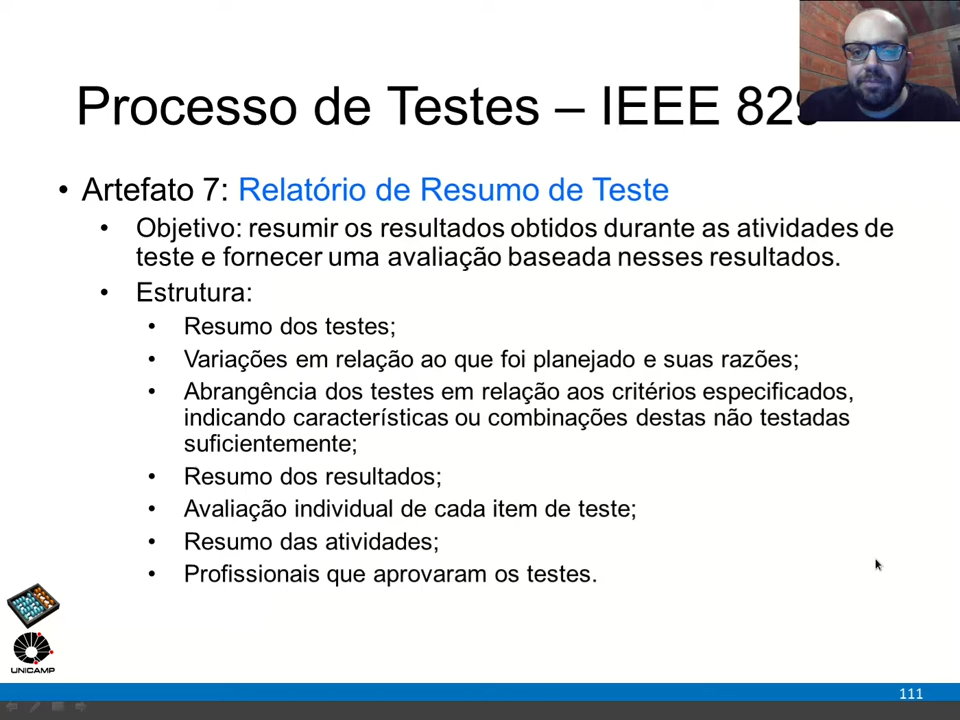 Processo de Testes – IEEE 829
• Artefato 7: Relatório de Resumo de Teste
• Objetivo: resumir os resultados obtidos durante as atividades de
teste e fornecer uma avaliação baseada nesses resultados.
• Estrutura:
• Resumo dos testes;
• Variações em relação ao que foi planejado e suas razões;
• Abrangência dos testes em relação aos critérios especificados,
indicando características ou combinações destas não testadas
suficientemente;
• Resumo dos resultados;
• Avaliação individual de cada item de teste;
• Resumo das atividades;
• Profissionais que aprovaram os testes.
UNICAMP
111